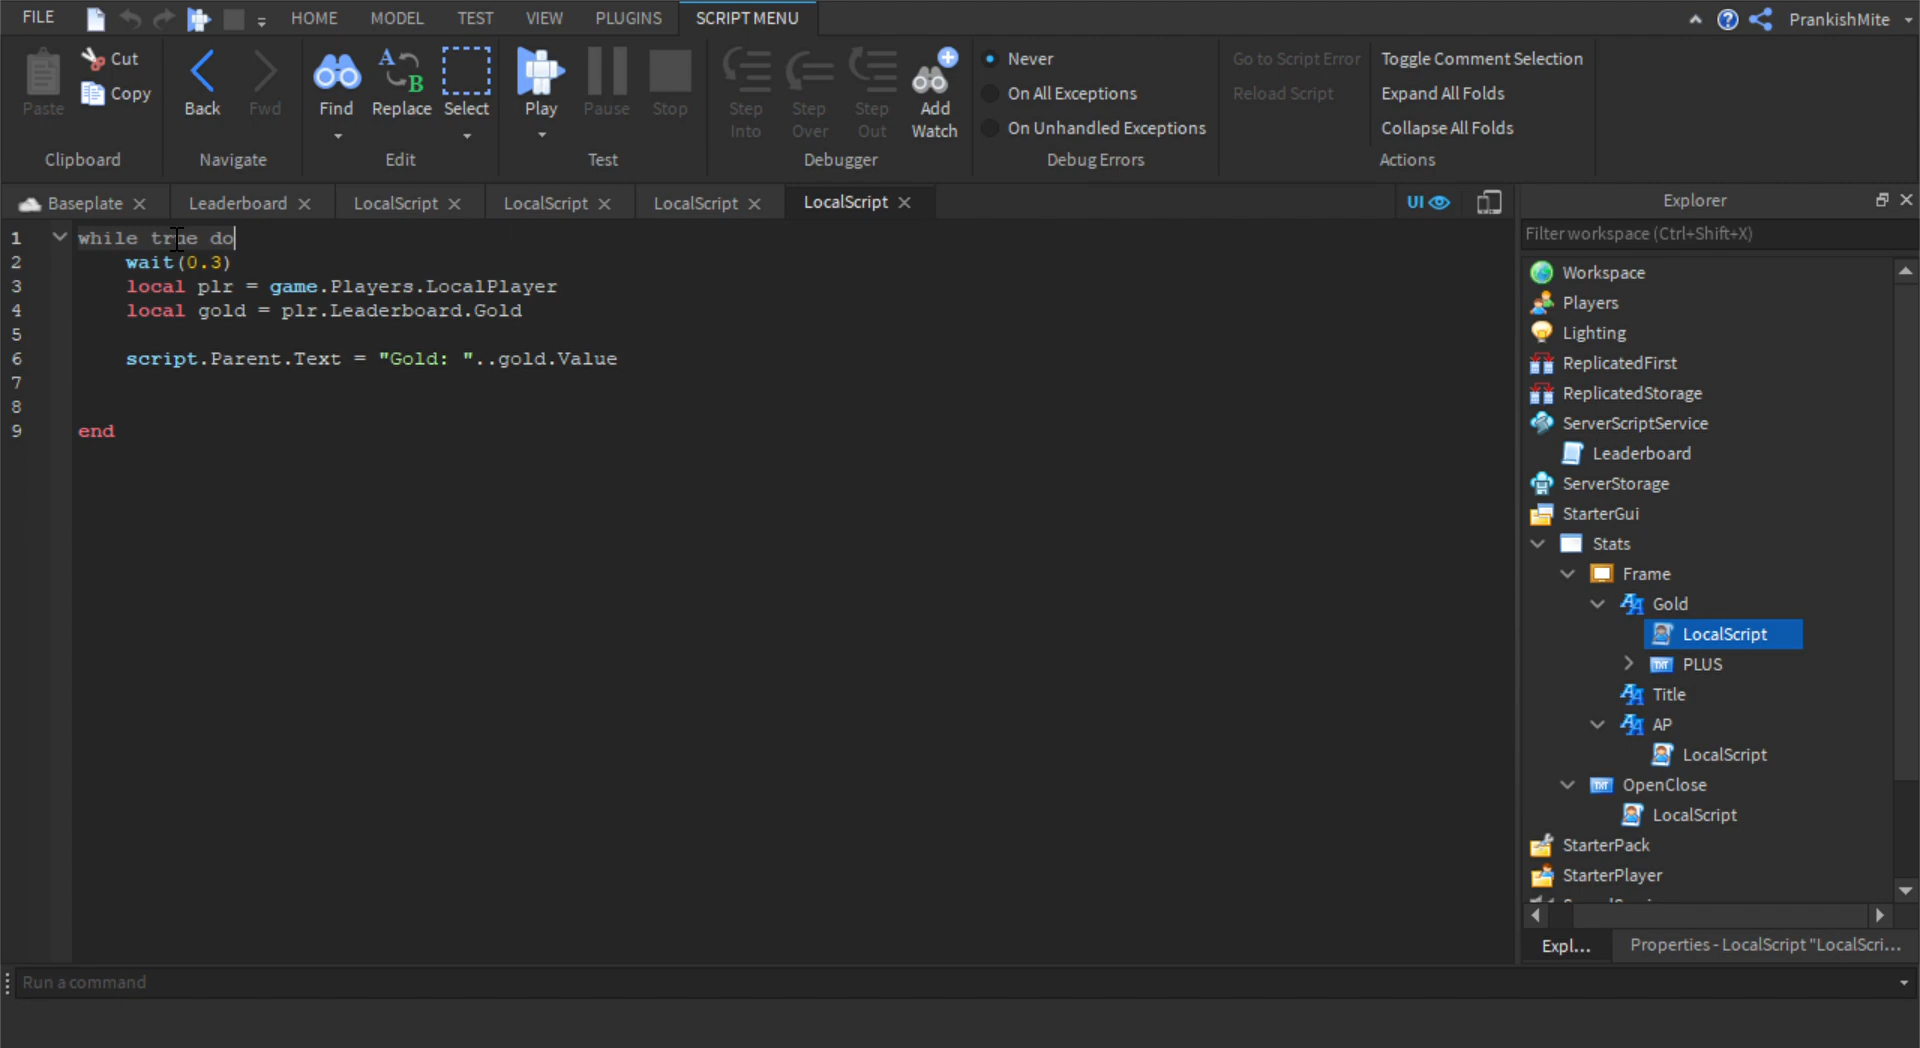 FILE HOME MODEL TEST VIEW PLUGINS SCRIPT MENU PrankishMite
Paste Cut Copy
Back Fwd
Find Replace Select
Play Pause Stop
Step Into Step Over Step Out Add Watch
Never
On All Exceptions
On Unhandled Exceptions
Go to Script Error
Reload Script
Toggle Comment Selection
Expand All Folds
Collapse All Folds
Clipboard Navigate Edit Test Debugger Debug Errors Actions
Baseplate Leaderboard LocalScript LocalScript LocalScript LocalScript UI
1 while true do
2 wait(0.3)
3 local plr = game.Players.LocalPlayer
4 local gold = plr.Leaderboard.Gold
5
6 script.Parent.Text = "Gold: "..gold.Value
7
8
9 end
Explorer
Filter workspace (Ctrl+Shift+X)
Workspace
Players
Lighting
ReplicatedFirst
ReplicatedStorage
ServerScriptService
Leaderboard
ServerStorage
StarterGui
Stats
Frame
Gold
LocalScript
PLUS
Title
AP
LocalScript
OpenClose
LocalScript
StarterPack
StarterPlayer
Expl... Properties - LocalScript "LocalScri...
Run a command